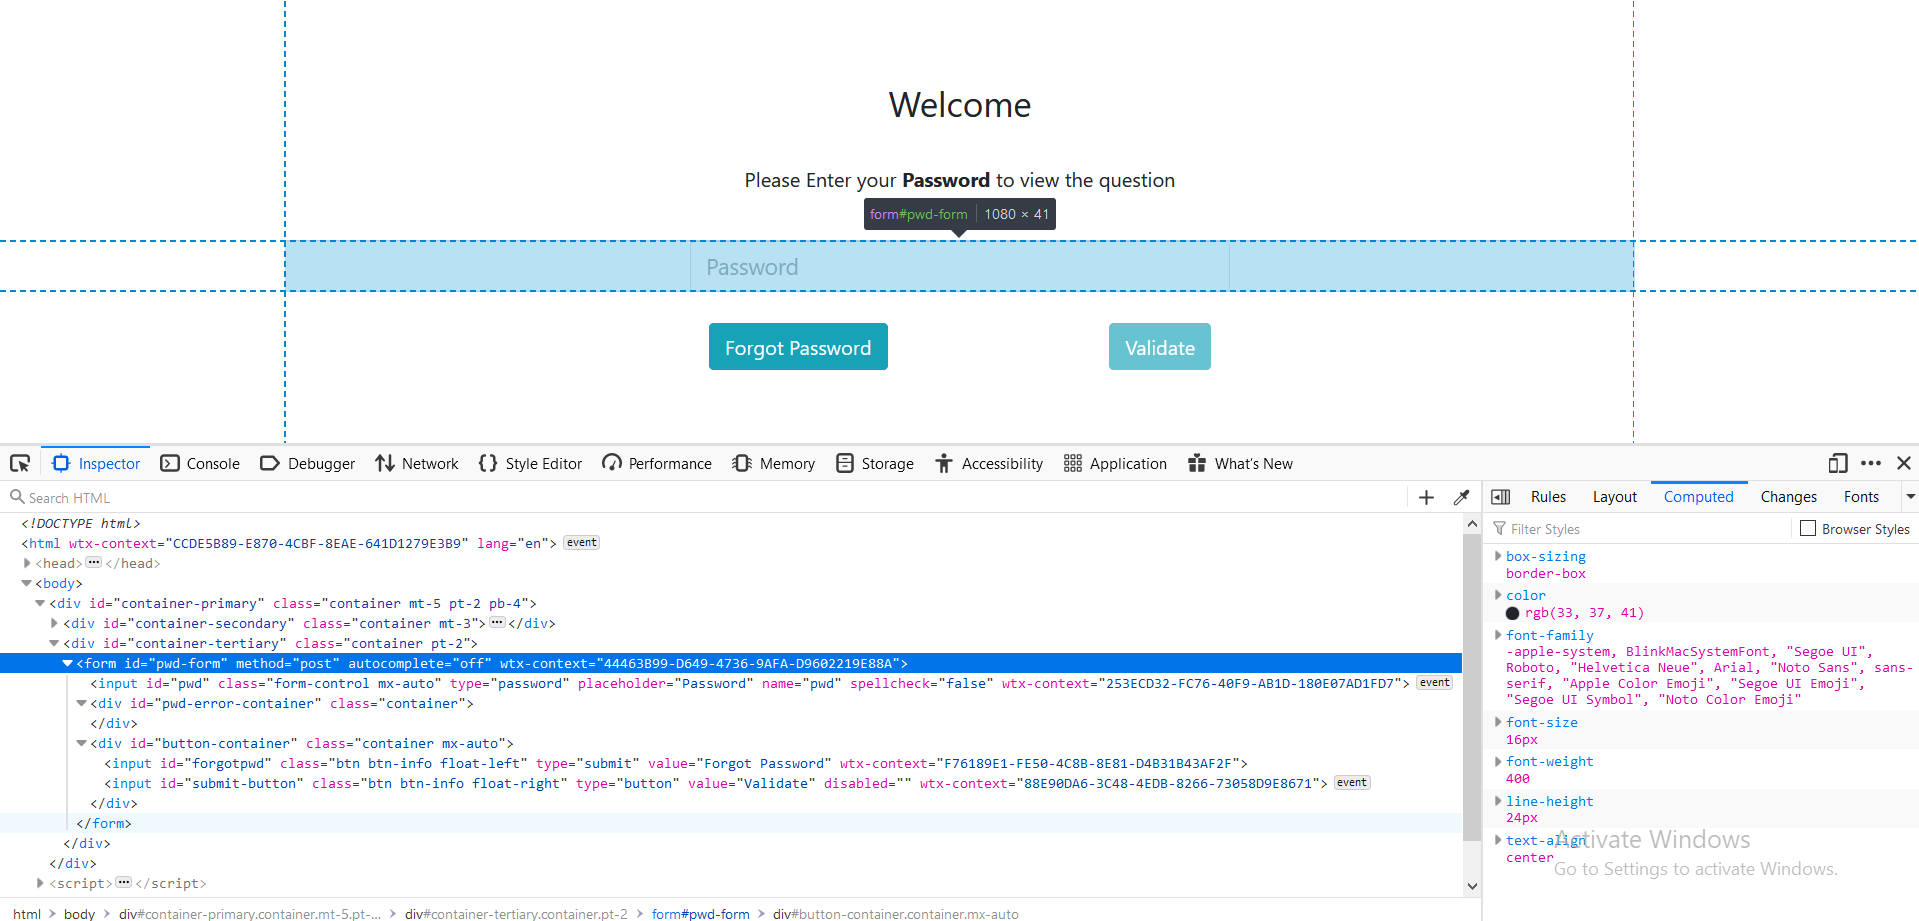 Welcome
Please Enter your Password to view the question
form#pwd-form 1080 × 41
Password
Forgot Password Validate
Inspector Console Debugger Network Style Editor Performance Memory Storage Accessibility Application What's New
Search HTML
Rules Layout Computed Changes Fonts
Filter Styles Browser Styles
<!DOCTYPE html>
<html wtx-context="CCDE5B89-E870-4CBF-8EAE-641D1279E3B9" lang="en"> event
<head>
</head>
<body>
<div id="container-primary" class="container mt-5 pt-2 pb-4">
<div id="container-secondary" class="container mt-3"> </div>
<div id="container-tertiary" class="container pt-2">
<form id="pwd-form" method="post" autocomplete="off" wtx-context="44463B99-D649-4736-9AFA-D9602219E88A">
<input id="pwd" class="form-control mx-auto" type="password" placeholder="Password" name="pwd" spellcheck="false" wtx-context="253ECD32-FC76-40F9-AB1D-180E07AD1FD7"> event
<div id="pwd-error-container" class="container">
</div>
<div id="button-container" class="container mx-auto">
<input id="forgotpwd" class="btn btn-info float-left" type="submit" value="Forgot Password" wtx-context="F76189E1-FE50-4C8B-8E81-D4B31B43AF2F">
<input id="submit-button" class="btn btn-info float-right" type="button" value="Validate" disabled="" wtx-context="88E90DA6-3C48-4EDB-8266-73058D9E8671"> event
</div>
</form>
</div>
</div>
<script> </script>
html body div#container-primary.container.mt-5.pt-... div#container-tertiary.container.pt-2 form#pwd-form div#button-container.container.mx-auto
box-sizing
border-box
color
rgb(33, 37, 41)
font-family
-apple-system, BlinkMacSystemFont, "Segoe UI",
Roboto, "Helvetica Neue", Arial, "Noto Sans", sans-
serif, "Apple Color Emoji", "Segoe UI Emoji",
"Segoe UI Symbol", "Noto Color Emoji"
font-size
16px
font-weight
400
line-height
24px
text-align
center
Activate Windows
Go to Settings to activate Windows.